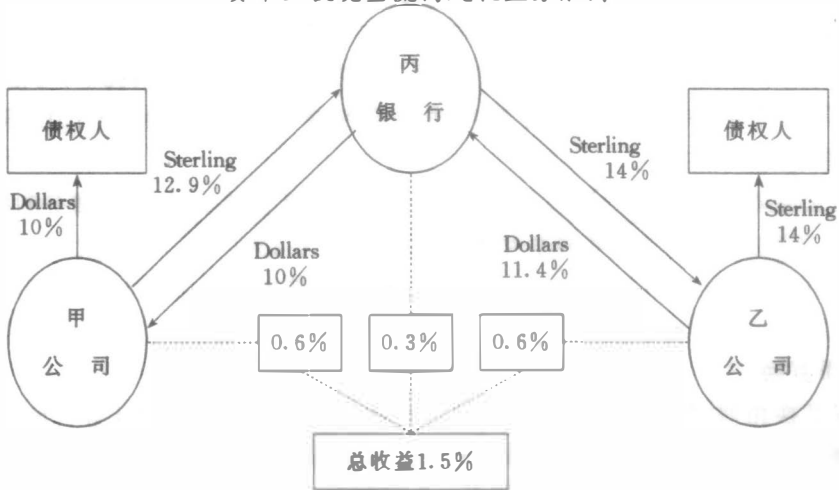 丙
银 行
债权人
债权人
Sterling
12.9%
Sterling
14%
Dollars
10%
Sterling
14%
Dollars
10%
Dollars
11.4%
甲
公 司
0.6%
0.3%
0.6%
乙
公 司
总收益1.5%